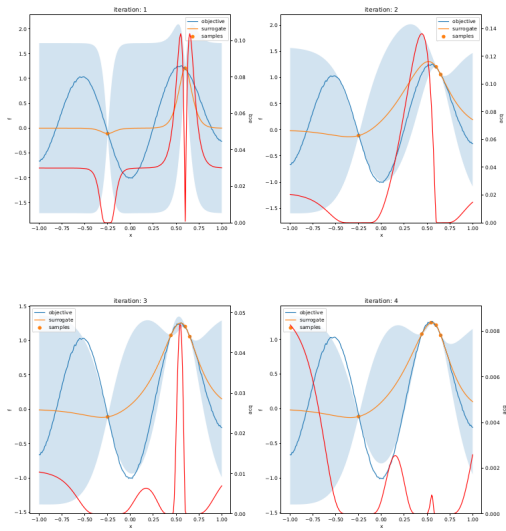 iteration: 1
objective
surrogate
samples
2.0
1.5
1.0
0.5
0.0
−0.5
−1.0
−1.5
f
0.10
0.08
0.06
0.04
0.02
0.00
acq
−1.00 −0.75 −0.50 −0.25 0.00 0.25 0.50 0.75 1.00
x
iteration: 2
objective
surrogate
samples
2.0
1.5
1.0
0.5
0.0
−0.5
−1.0
−1.5
f
0.14
0.12
0.10
0.08
0.06
0.04
0.02
0.00
acq
−1.00 −0.75 −0.50 −0.25 0.00 0.25 0.50 0.75 1.00
x
iteration: 3
objective
surrogate
samples
1.5
1.0
0.5
0.0
−0.5
−1.0
f
0.05
0.04
0.03
0.02
0.01
0.00
acq
−1.00 −0.75 −0.50 −0.25 0.00 0.25 0.50 0.75 1.00
x
iteration: 4
objective
surrogate
samples
1.5
1.0
0.5
0.0
−0.5
−1.0
f
0.008
0.006
0.004
0.002
0.000
acq
−1.00 −0.75 −0.50 −0.25 0.00 0.25 0.50 0.75 1.00
x